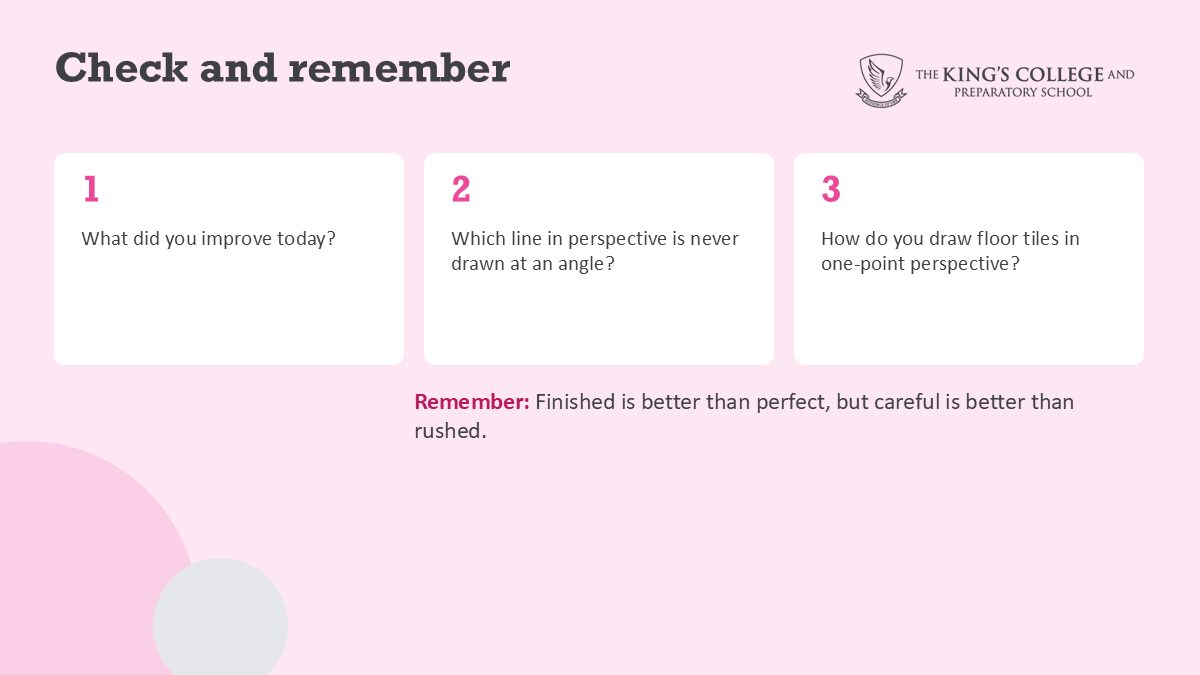 Check and remember
THE KING'S COLLEGE AND
PREPARATORY SCHOOL
1
What did you improve today?
2
Which line in perspective is never
drawn at an angle?
3
How do you draw floor tiles in
one-point perspective?
Remember: Finished is better than perfect, but careful is better than
rushed.